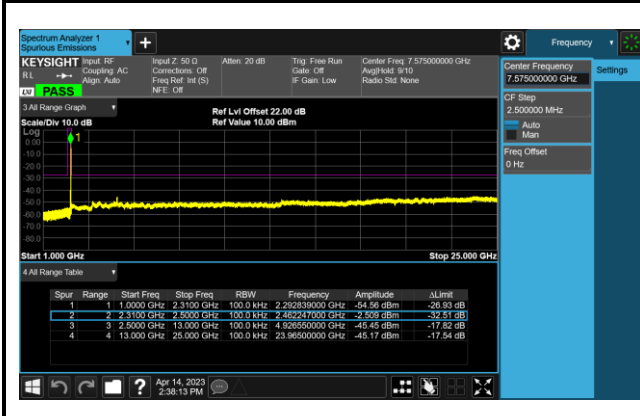 Spectrum Analyzer 1
Spurious Emissions
Frequency
KEYSIGHT Input: RF Input Z: 50 Ω Atten: 20 dB Trig: Free Run Center Freq: 7.575000000 GHz
RL Coupling: AC Corrections: Off Gate: Off Avg|Hold: 9/10
Align: Auto Freq Ref: Int (S) IF Gain: Low Radio Std: None
NFE: Off
LXI PASS
Center Frequency
7.575000000 GHz
Settings
CF Step
2.500000 MHz
Auto
Man
Freq Offset
0 Hz
3 All Range Graph
Ref Lvl Offset 22.00 dB
Scale/Div 10.0 dB Ref Value 10.00 dBm
Log
1
0.00
-10.0
-20.0
-30.0
-40.0
-50.0
-60.0
-70.0
-80.0
Start 1.000 GHz Stop 25.000 GHz
4 All Range Table
Spur Range Start Freq Stop Freq RBW Frequency Amplitude ΔLimit
1 1 1.0000 GHz 2.3100 GHz 100.0 kHz 2.292839000 GHz -54.56 dBm -26.93 dB
2 2 2.3100 GHz 2.5000 GHz 100.0 kHz 2.462247000 GHz -2.509 dBm -32.51 dB
3 3 2.5000 GHz 13.000 GHz 100.0 kHz 4.926550000 GHz -45.45 dBm -17.82 dB
4 4 13.000 GHz 25.000 GHz 100.0 kHz 23.96500000 GHz -45.17 dBm -17.54 dB
Apr 14, 2023
2:38:13 PM